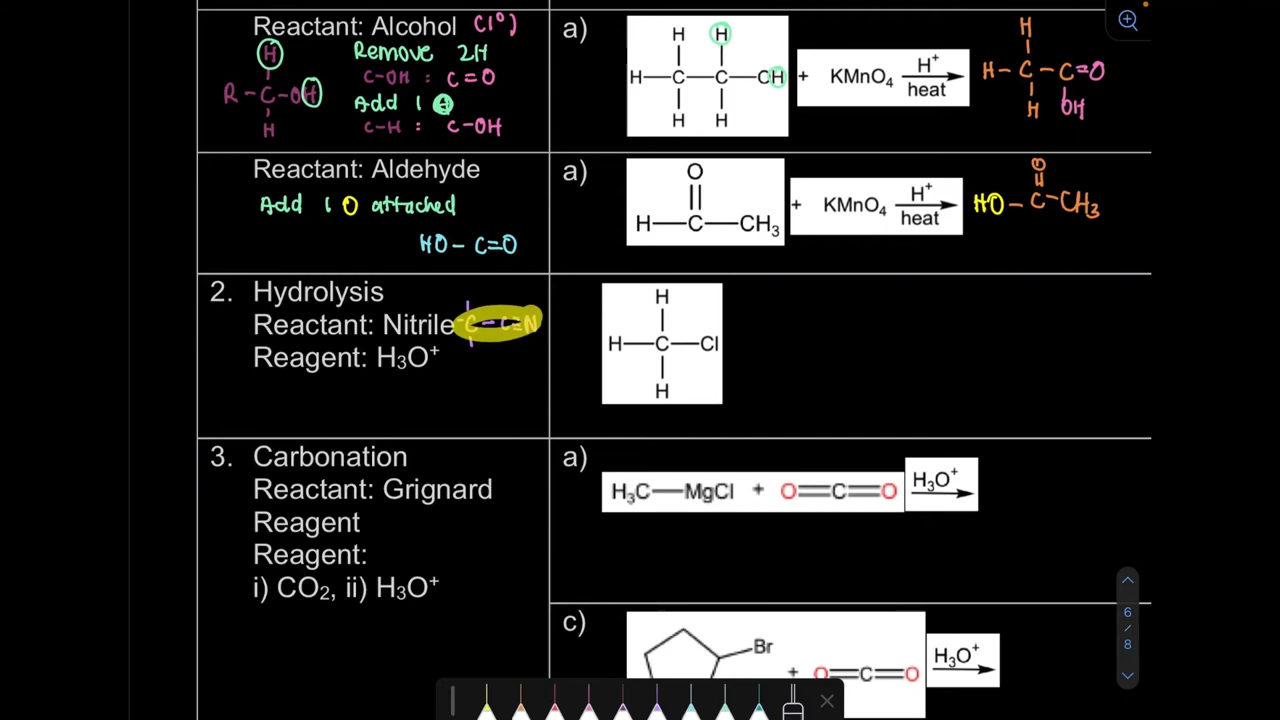 Reactant: Alcohol (1°)
H
R - C - OH
H
Remove 2H
C-OH : C=O
Add 1 O
C-H : C-OH
a)
H H
H C C OH
H H
+ KMnO₄ H⁺
heat
H
H - C - C=O
H OH
Reactant: Aldehyde
Add 1 O attached
HO - C=O
a)
O
H C CH₃
+ KMnO₄ H⁺
heat
O
HO - C - CH₃
2. Hydrolysis
Reactant: Nitrile C - C≡N
Reagent: H₃O⁺
H
H C Cl
H
3. Carbonation
Reactant: Grignard
Reagent
Reagent:
i) CO₂, ii) H₃O⁺
a)
H₃C—MgCl + O=C=O H₃O⁺
c)
Br
+ O=C=O H₃O⁺
6
/
8